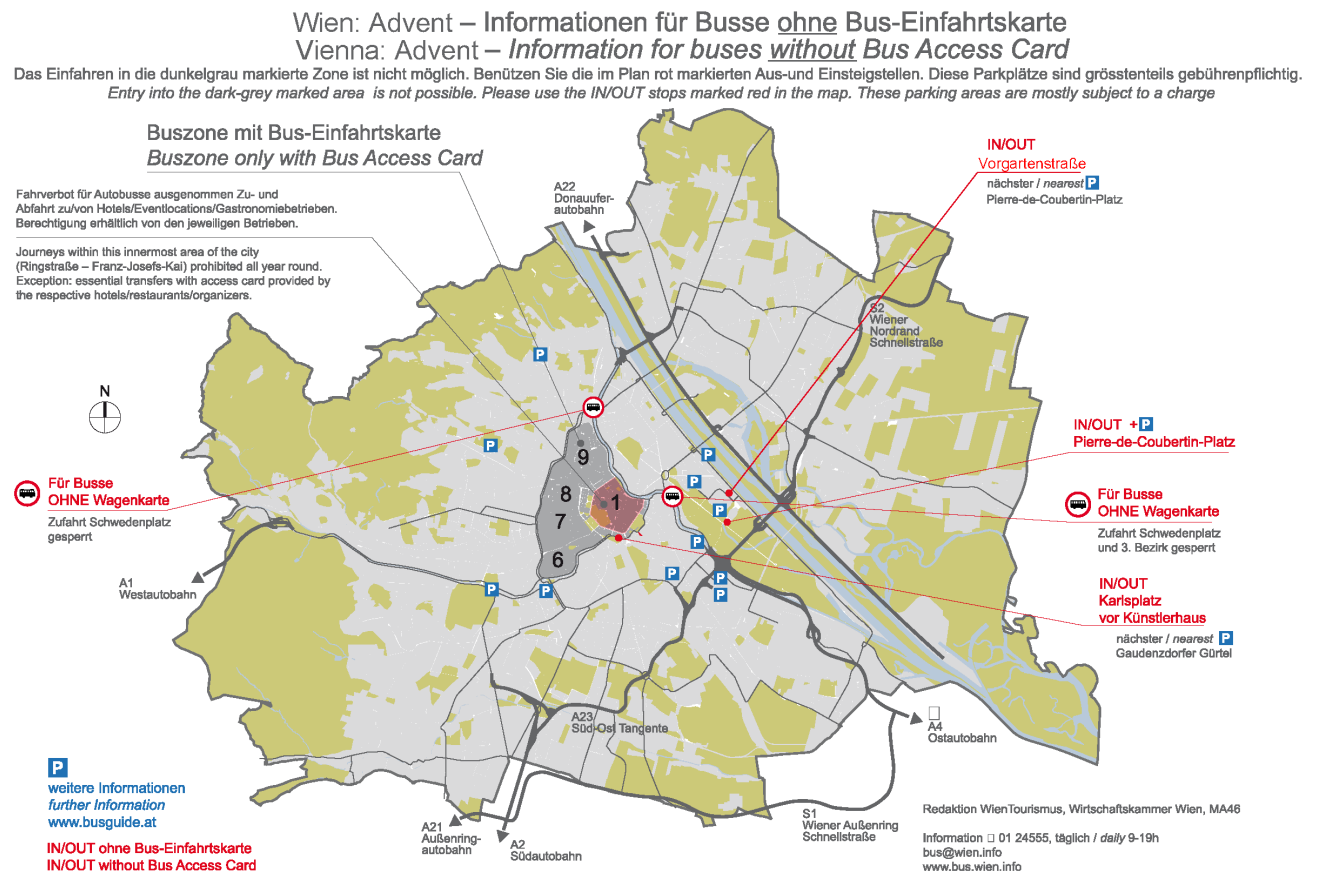 Wien: Advent – Informationen für Busse ohne Bus-Einfahrtskarte
Vienna: Advent – Information for buses without Bus Access Card
Das Einfahren in die dunkelgrau markierte Zone ist nicht möglich. Benützen Sie die im Plan rot markierten Aus-und Einsteigstellen. Diese Parkplätze sind grösstenteils gebührenpflichtig.
Entry into the dark-grey marked area is not possible. Please use the IN/OUT stops marked red in the map. These parking areas are mostly subject to a charge
Buszone mit Bus-Einfahrtskarte
Buszone only with Bus Access Card
Fahrverbot für Autobusse ausgenommen Zu- und
Abfahrt zu/von Hotels/Eventlocations/Gastronomiebetrieben.
Berechtigung erhältlich von den jeweiligen Betrieben.
Journeys within this innermost area of the city
(Ringstraße – Franz-Josefs-Kai) prohibited all year round.
Exception: essential transfers with access card provided by
the respective hotels/restaurants/organizers.
A22
Donauufer-
autobahn
IN/OUT
Vorgartenstraße
nächster / nearest P
Pierre-de-Coubertin-Platz
S2
Wiener
Nordrand
Schnellstraße
P
N
P
9
8
1
7
6
P
P
P
P
P
P
P
P
P
IN/OUT + P
Pierre-de-Coubertin-Platz
Für Busse
OHNE Wagenkarte
Zufahrt Schwedenplatz
gesperrt
Für Busse
OHNE Wagenkarte
Zufahrt Schwedenplatz
und 3. Bezirk gesperrt
A1
Westautobahn
IN/OUT
Karlsplatz
vor Künstlerhaus
nächster / nearest P
Gaudenzdorfer Gürtel
A23
Süd-Ost Tangente
A4
Ostautobahn
P
weitere Informationen
further Information
www.busguide.at
IN/OUT ohne Bus-Einfahrtskarte
IN/OUT without Bus Access Card
A21
Außenring-
autobahn
A2
Südautobahn
S1
Wiener Außenring
Schnellstraße
Redaktion WienTourismus, Wirtschaftskammer Wien, MA46
Information 01 24555, täglich / daily 9-19h
bus@wien.info
www.bus.wien.info